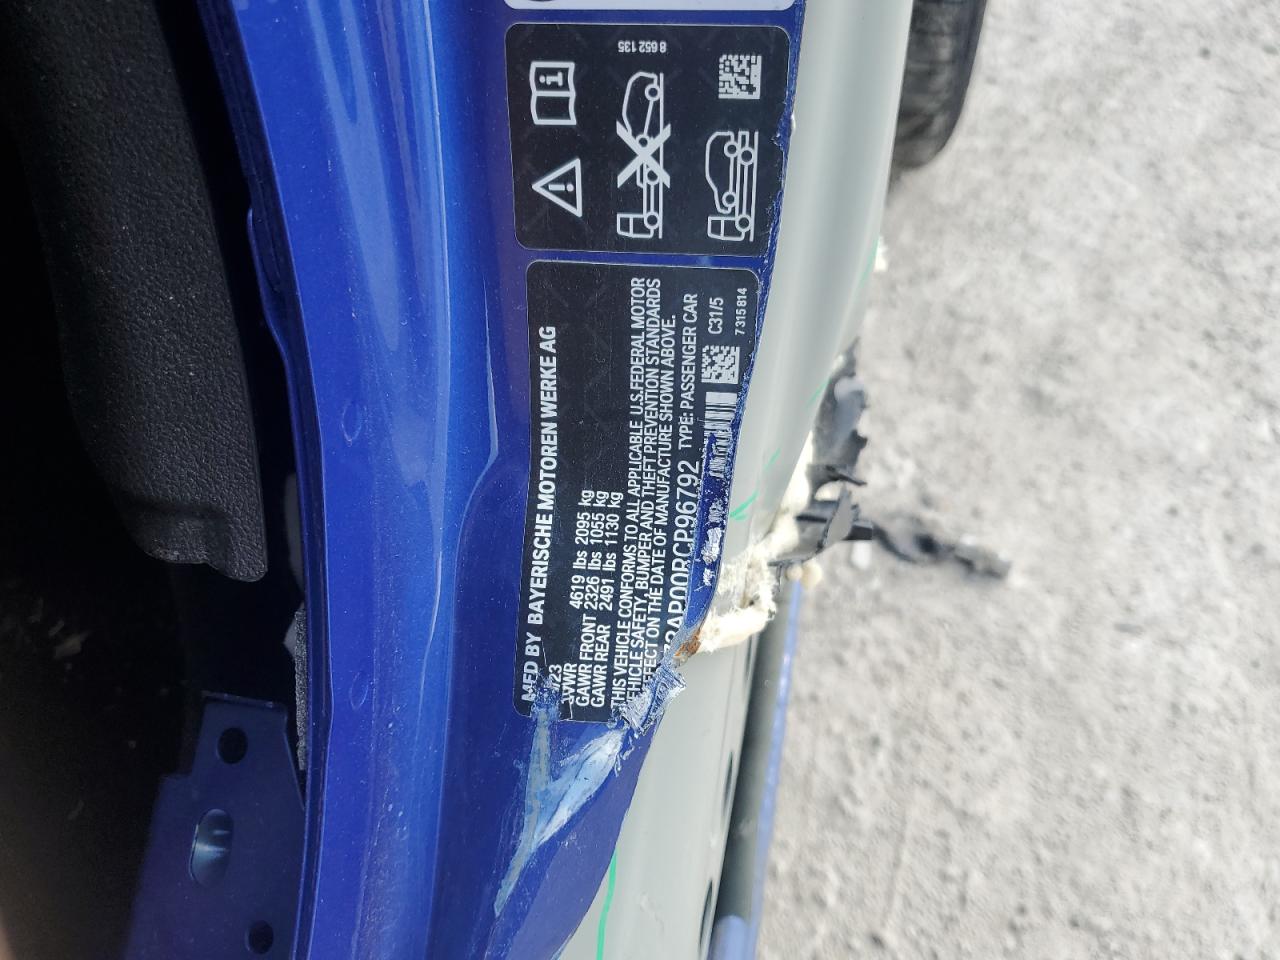 8 652 135
MFD BY BAYERISCHE MOTOREN WERKE AG
/23
GVWR 4619 lbs 2095 kg
GAWR FRONT 2326 lbs 1055 kg
GAWR REAR 2491 lbs 1130 kg
THIS VEHICLE CONFORMS TO ALL APPLICABLE U.S.FEDERAL MOTOR
VEHICLE SAFETY, BUMPER AND THEFT PREVENTION STANDARDS
EFFECT ON THE DATE OF MANUFACTURE SHOWN ABOVE.
73AP00BCP96792 TYPE: PASSENGER CAR
C31/5
7 315 814